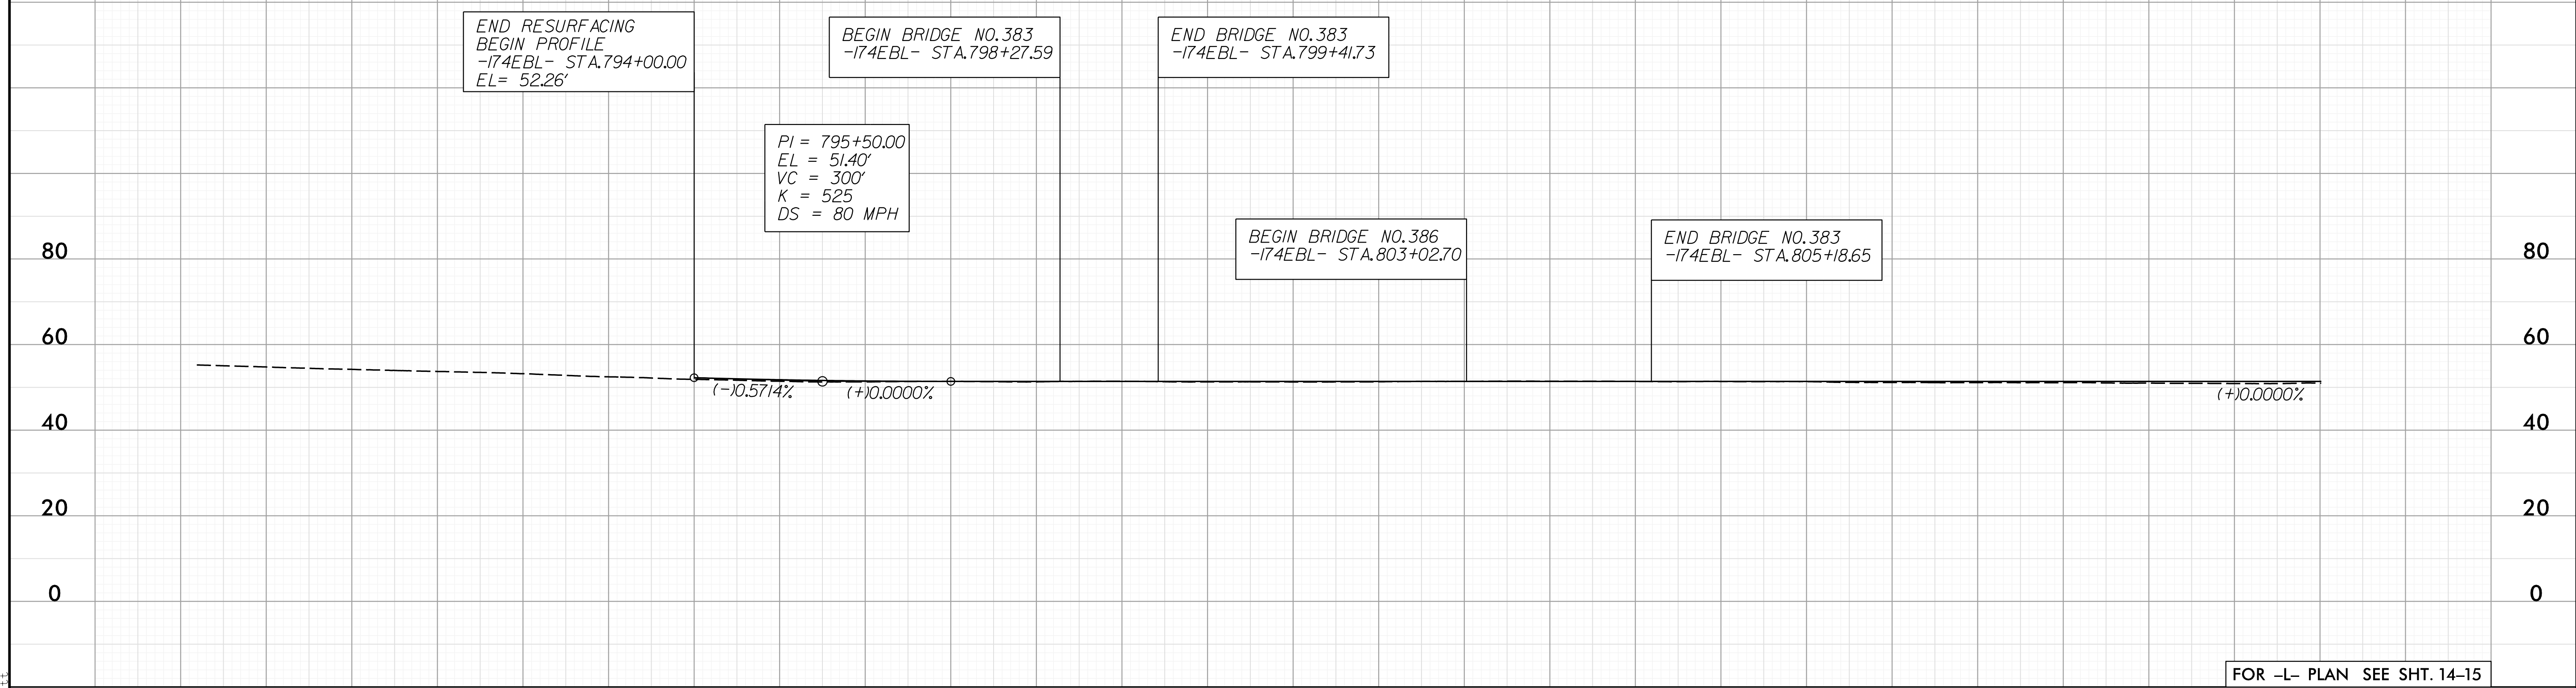 END RESURFACING
BEGIN PROFILE
-I74EBL- STA.794+00.00
EL= 52.26'
BEGIN BRIDGE NO.383
-I74EBL- STA.798+27.59
END BRIDGE NO.383
-I74EBL- STA.799+41.73
PI = 795+50.00
EL = 51.40'
VC = 300'
K = 525
DS = 80 MPH
BEGIN BRIDGE NO.386
-I74EBL- STA.803+02.70
END BRIDGE NO.383
-I74EBL- STA.805+18.65
80 80
60 60
(-)0.5714% (+)0.0000% (+)0.0000%
40 40
20 20
0 0
FOR -L- PLAN SEE SHT. 14-15